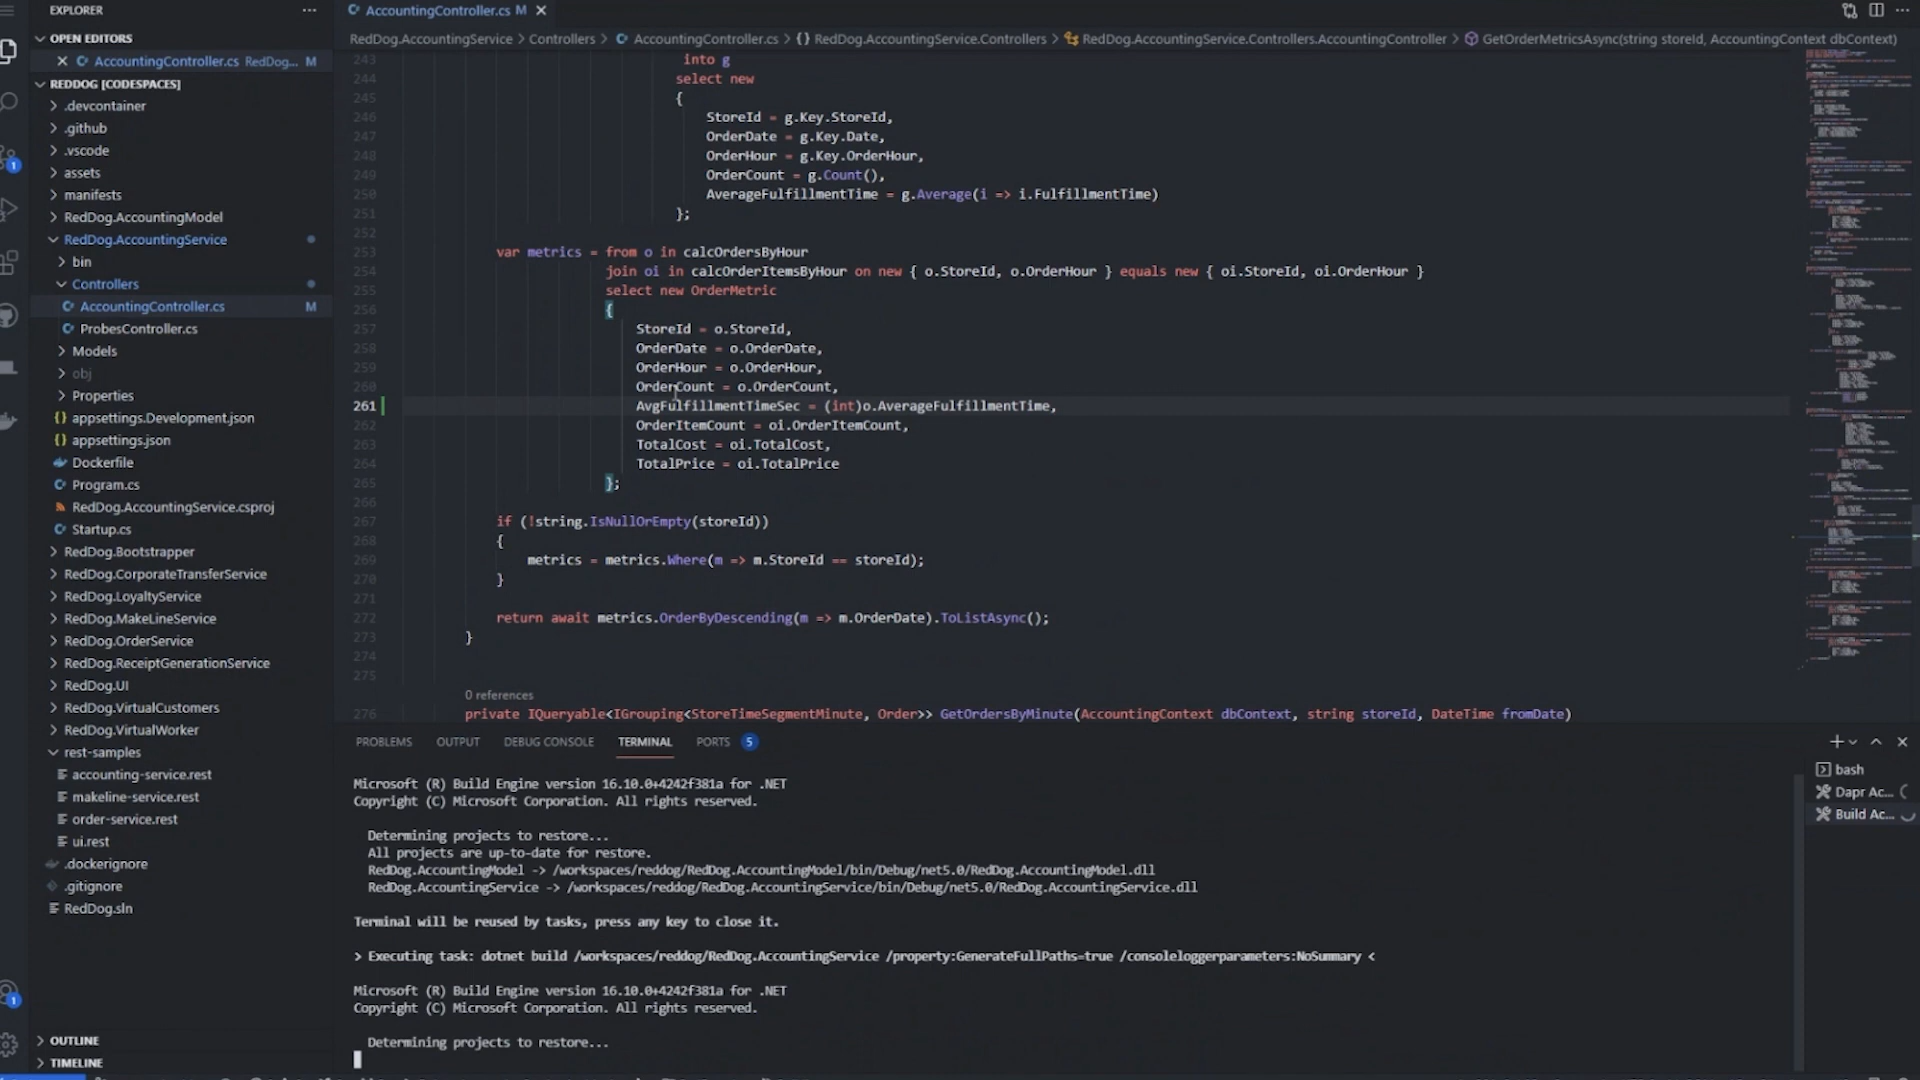 EXPLORER
OPEN EDITORS
AccountingController.cs RedDog... M
REDDOG [CODESPACES]
.devcontainer
.github
.vscode
assets
manifests
RedDog.AccountingModel
RedDog.AccountingService
bin
Controllers
AccountingController.cs M
ProbesController.cs
Models
obj
Properties
appsettings.Development.json
appsettings.json
Dockerfile
Program.cs
RedDog.AccountingService.csproj
Startup.cs
RedDog.Bootstrapper
RedDog.CorporateTransferService
RedDog.LoyaltyService
RedDog.MakeLineService
RedDog.OrderService
RedDog.ReceiptGenerationService
RedDog.UI
RedDog.VirtualCustomers
RedDog.VirtualWorker
rest-samples
accounting-service.rest
makeline-service.rest
order-service.rest
ui.rest
.dockerignore
.gitignore
RedDog.sln
OUTLINE
TIMELINE
1
1
AccountingController.cs M
RedDog.AccountingService > Controllers > AccountingController.cs > {} RedDog.AccountingService.Controllers > RedDog.AccountingService.Controllers.AccountingController > GetOrderMetricsAsync(string storeId, AccountingContext dbContext)
243 into g
244 select new
245 {
246 StoreId = g.Key.StoreId,
247 OrderDate = g.Key.Date,
248 OrderHour = g.Key.OrderHour,
249 OrderCount = g.Count(),
250 AverageFulfillmentTime = g.Average(i => i.FulfillmentTime)
251 };
252
253 var metrics = from o in calcOrdersByHour
254 join oi in calcOrderItemsByHour on new { o.StoreId, o.OrderHour } equals new { oi.StoreId, oi.OrderHour }
255 select new OrderMetric
256 {
257 StoreId = o.StoreId,
258 OrderDate = o.OrderDate,
259 OrderHour = o.OrderHour,
260 OrderCount = o.OrderCount,
261 AvgFulfillmentTimeSec = (int)o.AverageFulfillmentTime,
262 OrderItemCount = oi.OrderItemCount,
263 TotalCost = oi.TotalCost,
264 TotalPrice = oi.TotalPrice
265 };
266
267 if (!string.IsNullOrEmpty(storeId))
268 {
269 metrics = metrics.Where(m => m.StoreId == storeId);
270 }
271
272 return await metrics.OrderByDescending(m => m.OrderDate).ToListAsync();
273 }
274
275
0 references
276 private IQueryable<IGrouping<StoreTimeSegmentMinute, Order>> GetOrdersByMinute(AccountingContext dbContext, string storeId, DateTime fromDate)
PROBLEMS OUTPUT DEBUG CONSOLE TERMINAL PORTS 5
Microsoft (R) Build Engine version 16.10.0+4242f381a for .NET
Copyright (C) Microsoft Corporation. All rights reserved.
Determining projects to restore...
All projects are up-to-date for restore.
RedDog.AccountingModel -> /workspaces/reddog/RedDog.AccountingModel/bin/Debug/net5.0/RedDog.AccountingModel.dll
RedDog.AccountingService -> /workspaces/reddog/RedDog.AccountingService/bin/Debug/net5.0/RedDog.AccountingService.dll
Terminal will be reused by tasks, press any key to close it.
> Executing task: dotnet build /workspaces/reddog/RedDog.AccountingService /property:GenerateFullPaths=true /consoleloggerparameters:NoSummary <
Microsoft (R) Build Engine version 16.10.0+4242f381a for .NET
Copyright (C) Microsoft Corporation. All rights reserved.
Determining projects to restore...
bash
Dapr Ac...
Build Ac...